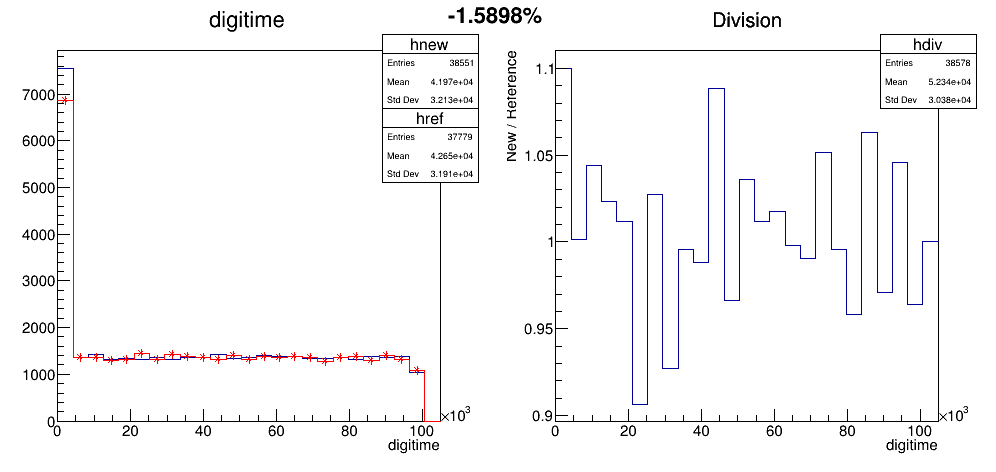 -1.5898%
digitime
hnew
Entries 38551
Mean 4.197e+04
Std Dev 3.213e+04
href
Entries 37779
Mean 4.265e+04
Std Dev 3.191e+04
7000
6000
5000
4000
3000
2000
1000
0
0 20 40 60 80 100 ×10³
digitime
Division
hdiv
Entries 38578
Mean 5.234e+04
Std Dev 3.038e+04
New / Reference
1.1
1.05
1
0.95
0.9
0 20 40 60 80 100 ×10³
digitime